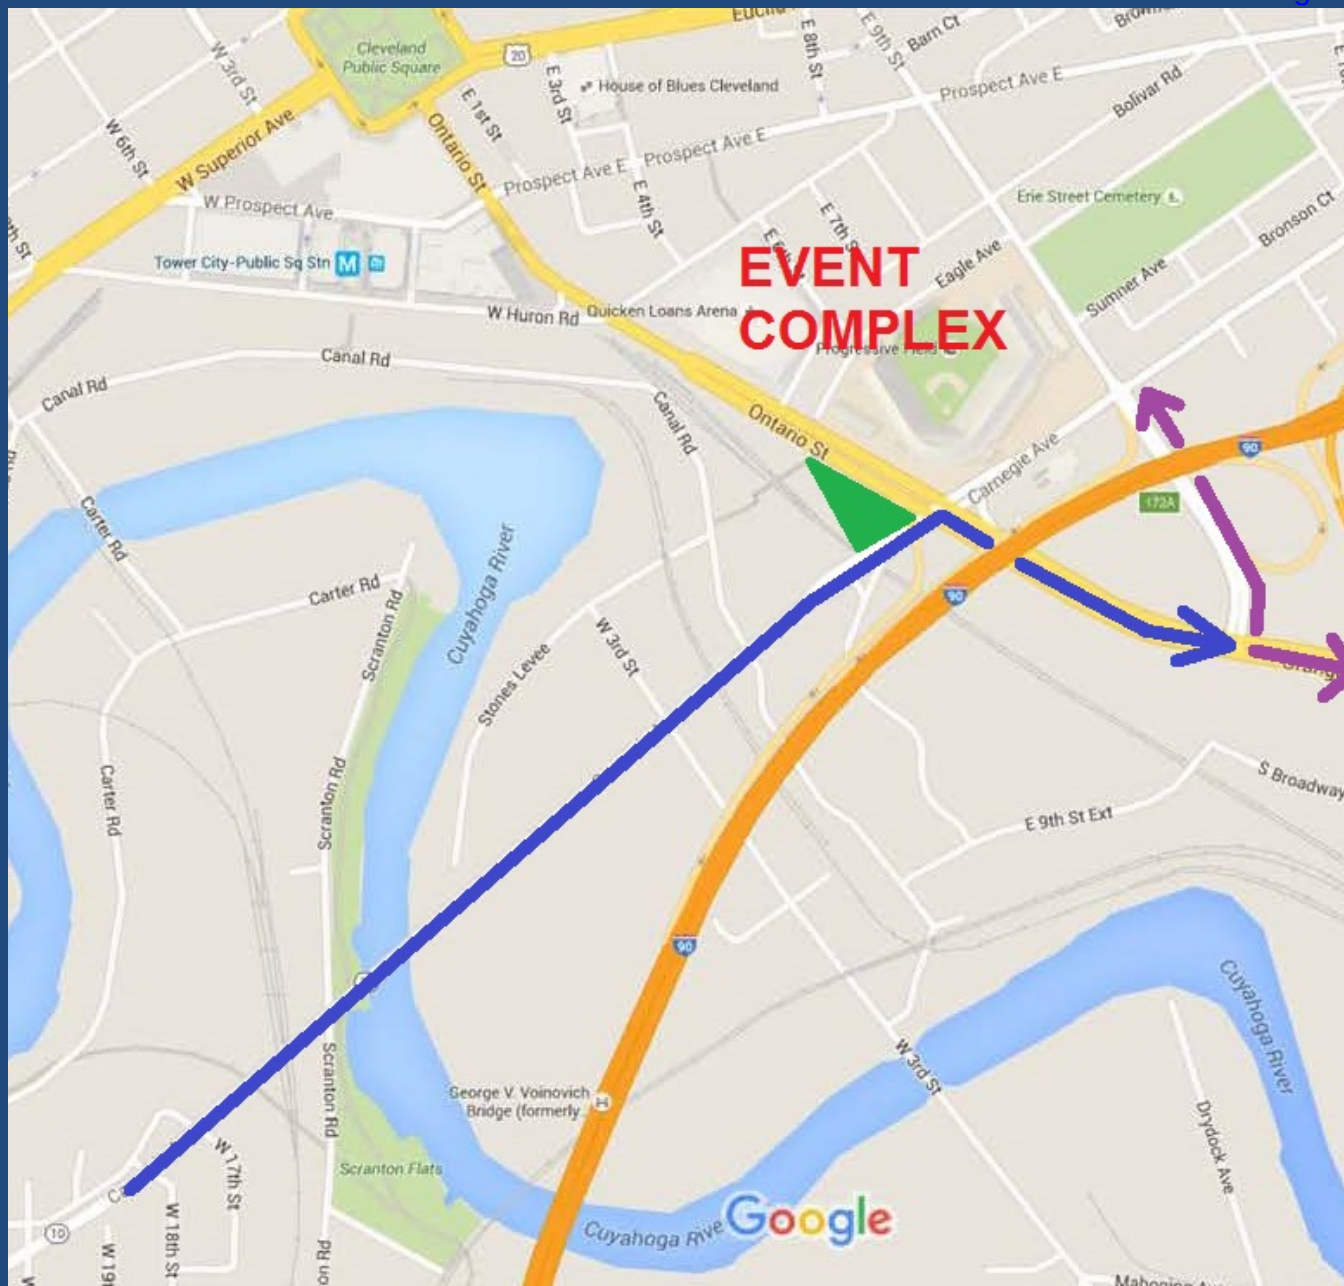 Euclid
E 8th St
E 9th St
Barn Ct
W 3rd St
Cleveland
Public Square
20
E 3rd St
House of Blues Cleveland
Prospect Ave E
Bolivar Rd
E 1st St
W 6th St
W Superior Ave
Ontario St
Prospect Ave E
Prospect Ave E
E 4th St
W Prospect Ave
Erie Street Cemetery
E 7th St
Bronson Ct
Tower City-Public Sq Stn
M
EVENT
COMPLEX
Eagle Ave
Sumner Ave
W Huron Rd
Quicken Loans Arena
Progressive Field
Canal Rd
Canal Rd
Canal Rd
Ontario St
Carnegie Ave
90
172A
Carter Rd
Cuyahoga River
Carter Rd
Scranton Rd
90
W 3rd St
Stones Levee
Carter Rd
Scranton Rd
S Broadway
E 9th St Ext
90
Cuyahoga River
Scranton Rd
W 3rd St
George V. Voinovich
Bridge (formerly
Drydock Ave
W 17th St
Scranton Flats
10
W 18th St
Google
Cuyahoga Rive